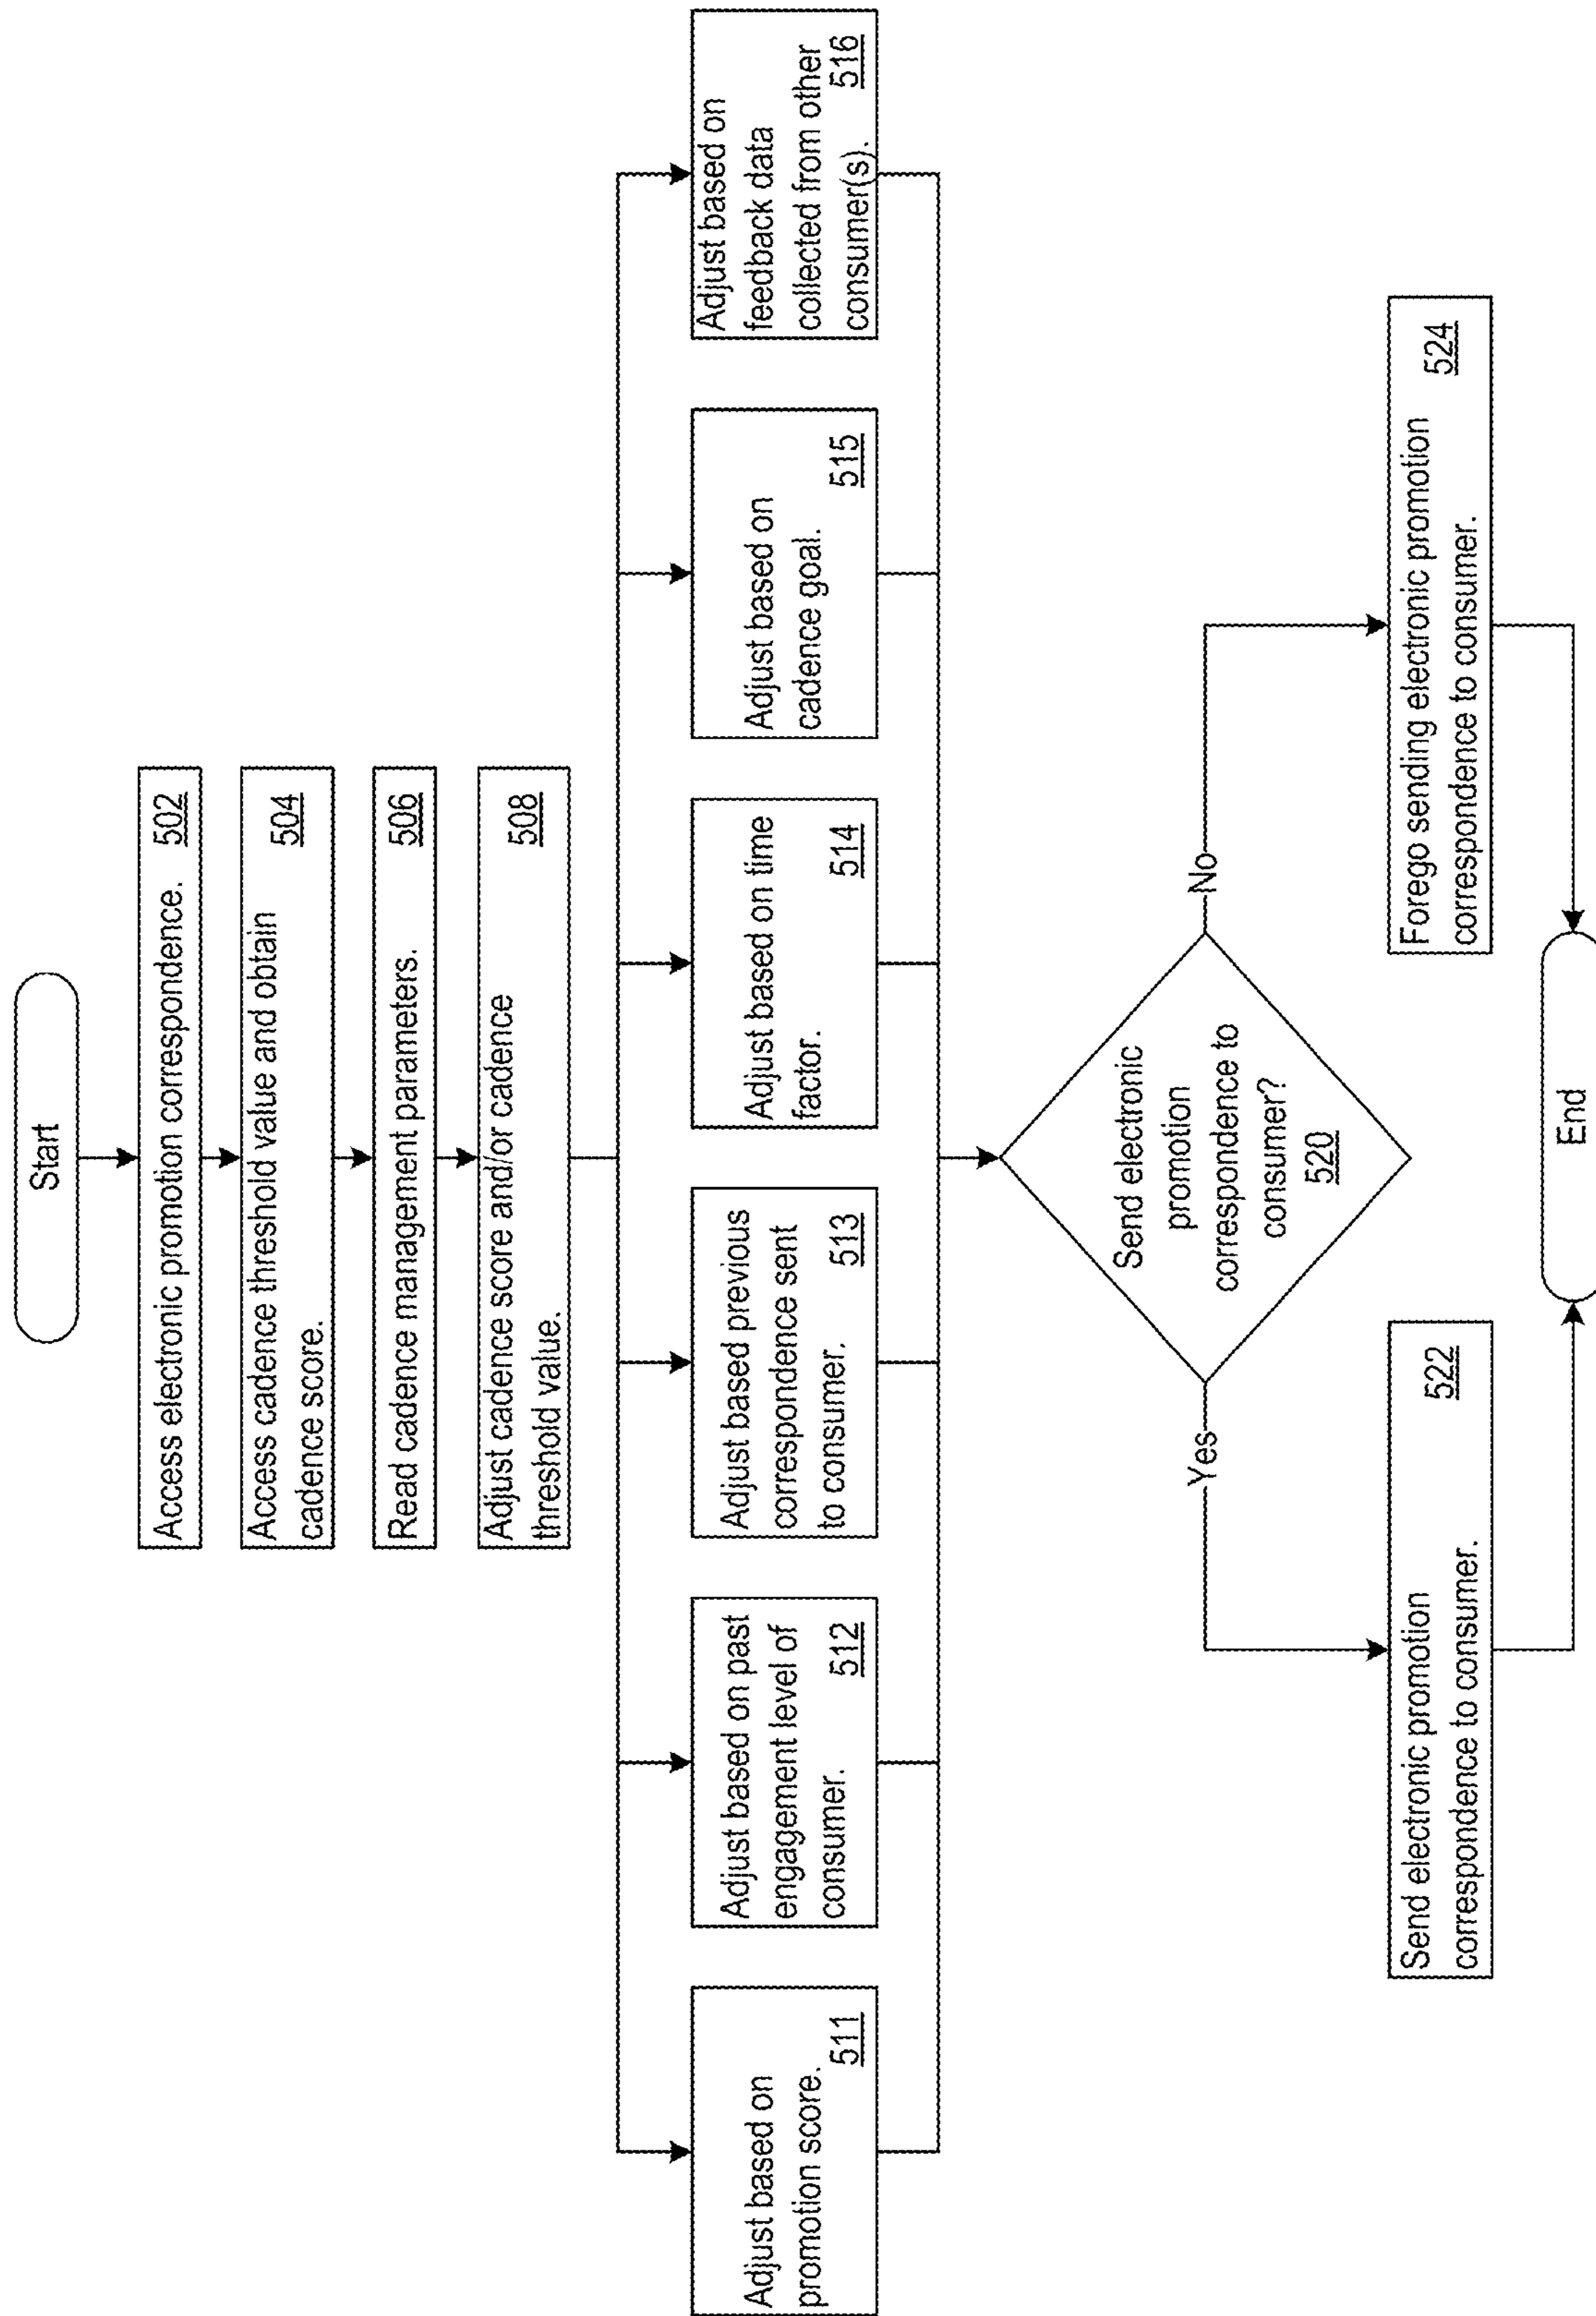 Start
Access electronic promotion correspondence. 502
Access cadence threshold value and obtain
cadence score. 504
Read cadence management parameters. 506
Adjust cadence score and/or cadence
threshold value. 508
Adjust based on
promotion score. 511
Adjust based on past
engagement level of
consumer. 512
Adjust based previous
correspondence sent
to consumer. 513
Adjust based on time
factor. 514
Adjust based on
cadence goal. 515
Adjust based on
feedback data
collected from other
consumer(s). 516
Send electronic
promotion
correspondence to
consumer?
520
Yes
No
Send electronic promotion
correspondence to consumer. 522
Forego sending electronic promotion
correspondence to consumer. 524
End